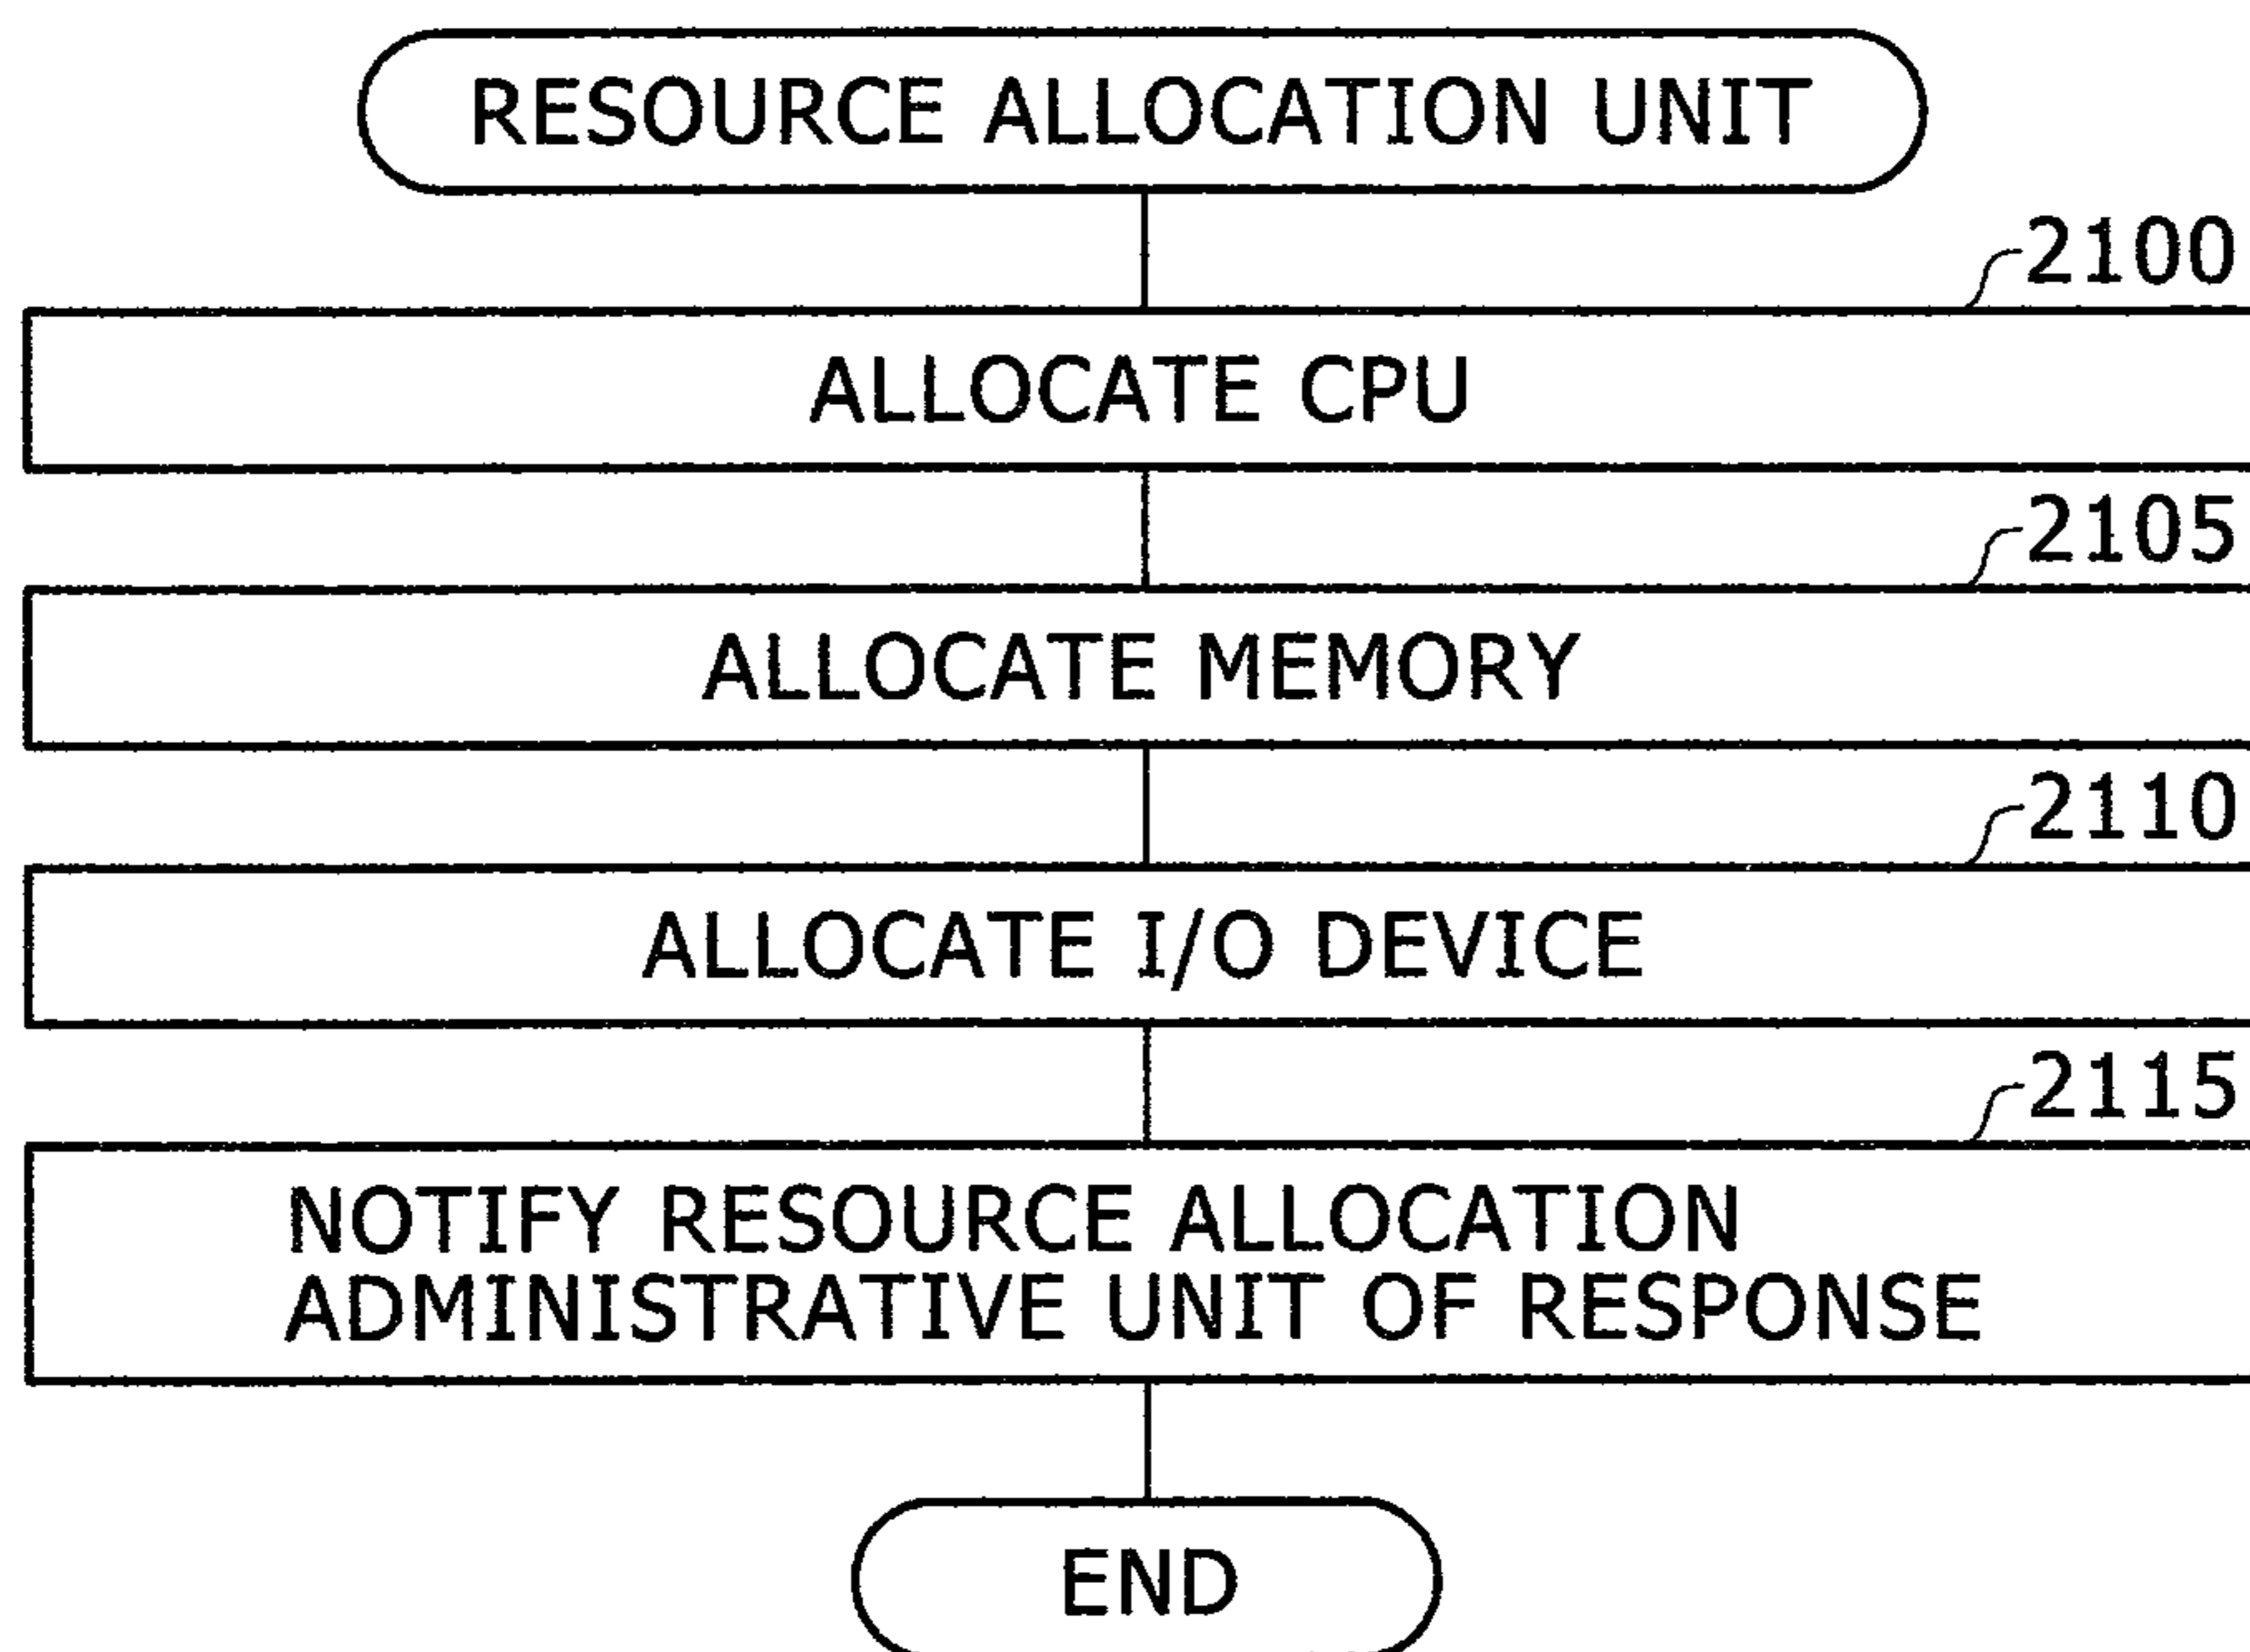 RESOURCE ALLOCATION UNIT
2100
ALLOCATE CPU
2105
ALLOCATE MEMORY
2110
ALLOCATE I/O DEVICE
2115
NOTIFY RESOURCE ALLOCATION
ADMINISTRATIVE UNIT OF RESPONSE
END